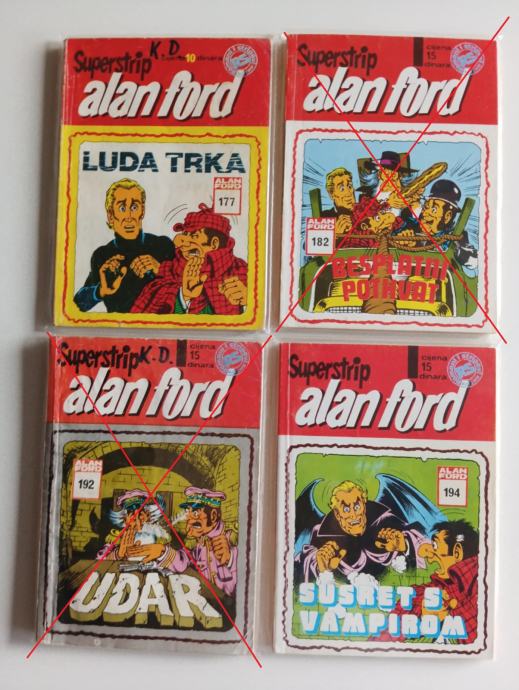 Superstrip K.D.
cijena 10 dinara
alan ford
LUDA TRKA
ALAN
FORD
177
Superstrip
cijena
15
dinara
alan ford
ALAN
FORD
182
BESPLATNI
POTHVAT
Superstrip K.D.
cijena
15
dinara
alan ford
ALAN
FORD
192
UDAR
Superstrip
cijena
15
dinara
alan ford
ALAN
FORD
194
SUSRET S
VAMPIROM